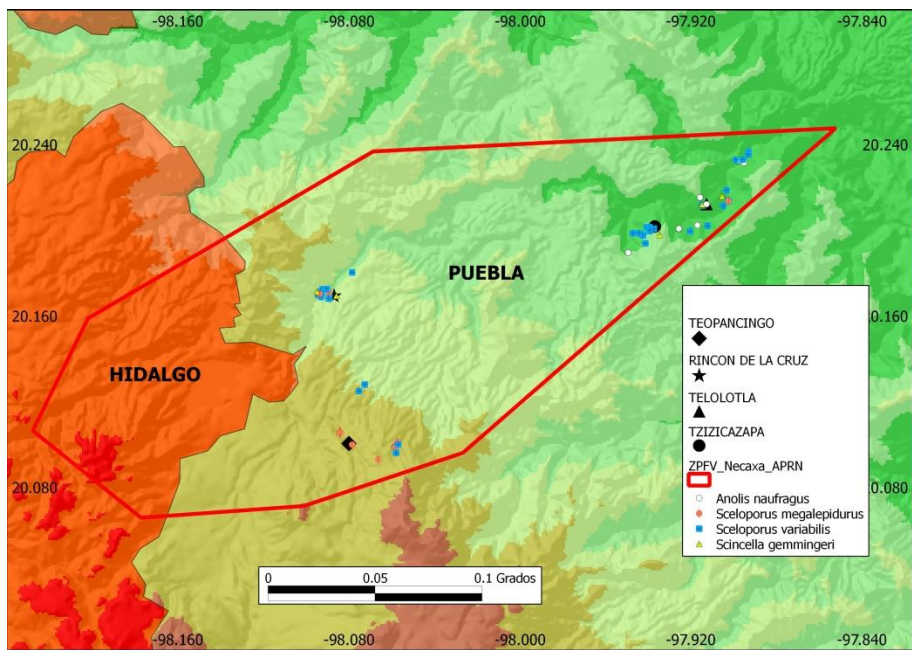 -98.160 -98.080 -98.000 -97.920 -97.840
20.240 20.240
PUEBLA
20.160 20.160
HIDALGO
TEOPANCINGO
RINCON DE LA CRUZ
TELOLOTLA
TZIZICAZAPA
ZPFV_Necaxa_APRN
20.080 20.080
Anolis naufragus
Sceloporus megalepidurus
Sceloporus variabilis
Scincella gemmingeri
0 0.05 0.1 Grados
-98.160 -98.080 -98.000 -97.920 -97.840